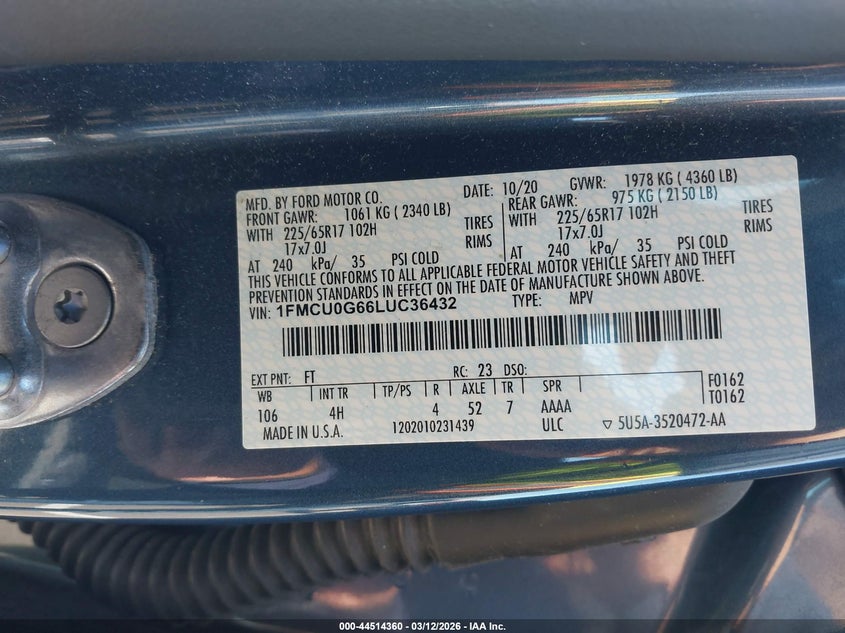 MFD. BY FORD MOTOR CO. DATE: 10/20 GVWR: 1978 KG ( 4360 LB)
FRONT GAWR: 1061 KG ( 2340 LB) REAR GAWR: 975 KG ( 2150 LB)
WITH 225/65R17 102H TIRES WITH 225/65R17 102H TIRES
17x7.0J RIMS 17x7.0J RIMS
AT 240 kPa/ 35 PSI COLD AT 240 kPa/ 35 PSI COLD
THIS VEHICLE CONFORMS TO ALL APPLICABLE FEDERAL MOTOR VEHICLE SAFETY AND THEFT
PREVENTION STANDARDS IN EFFECT ON THE DATE OF MANUFACTURE SHOWN ABOVE.
VIN: 1FMCU0G66LUC36432 TYPE: MPV
EXT PNT: FT RC: 23 DSO:
WB INT TR TP/PS R AXLE TR SPR F0162
106 4H 4 52 7 AAAA T0162
MADE IN U.S.A. 1202010231439 ULC ▽ 5U5A-3520472-AA
000-44514360 - 03/12/2026 - IAA Inc.